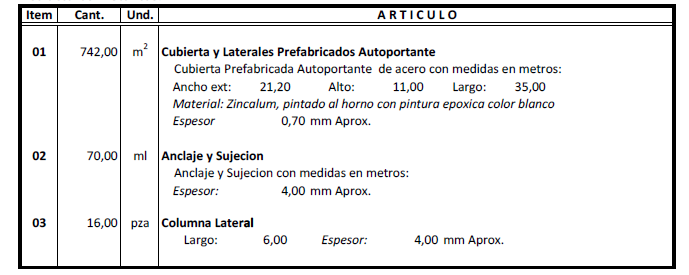 Item Cant. Und. ARTICULO
01 742,00 m² Cubierta y Laterales Prefabricados Autoportante
Cubierta Prefabricada Autoportante de acero con medidas en metros:
Ancho ext: 21,20 Alto: 11,00 Largo: 35,00
Material: Zincalum, pintado al horno con pintura epoxica color blanco
Espesor 0,70 mm Aprox.
02 70,00 ml Anclaje y Sujecion
Anclaje y Sujecion con medidas en metros:
Espesor: 4,00 mm Aprox.
03 16,00 pza Columna Lateral
Largo: 6,00 Espesor: 4,00 mm Aprox.